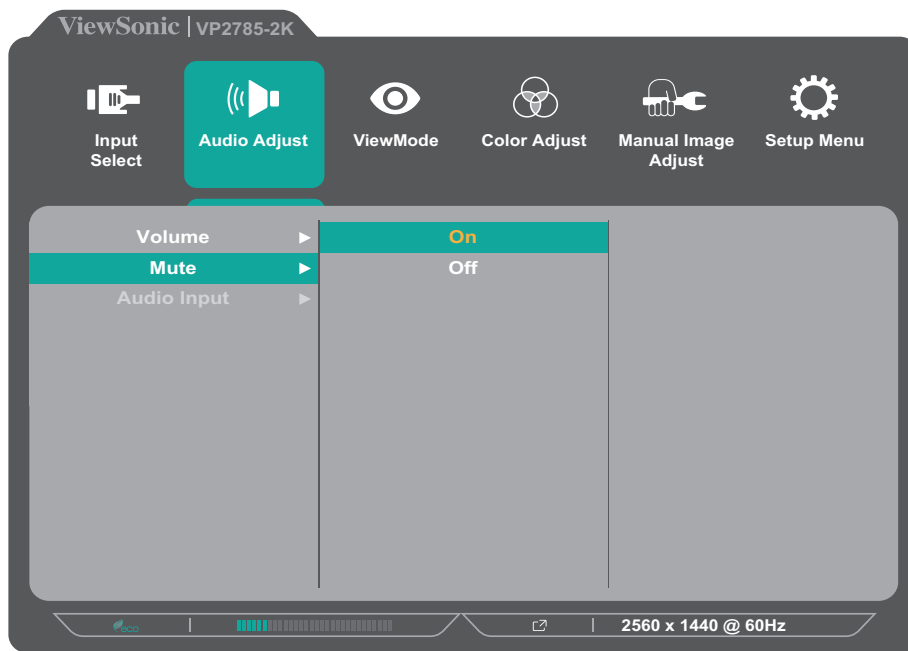 ViewSonic | VP2785-2K
Input Select
Audio Adjust
ViewMode
Color Adjust
Manual Image Adjust
Setup Menu
Volume
On
Mute
Off
Audio Input
eco
2560 x 1440 @ 60Hz